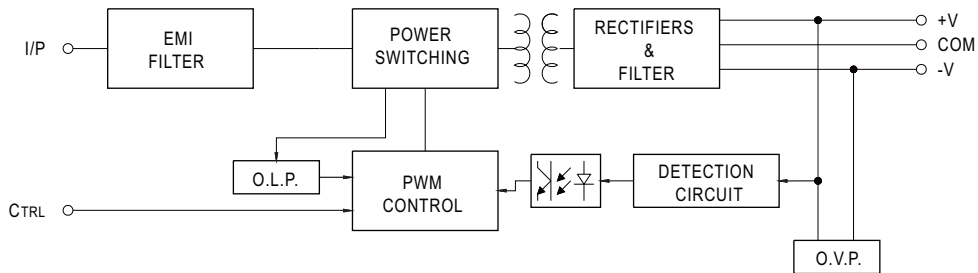 I/P
EMI
FILTER
POWER
SWITCHING
RECTIFIERS
&
FILTER
+V
COM
-V
O.L.P.
PWM
CONTROL
DETECTION
CIRCUIT
CTRL
O.V.P.